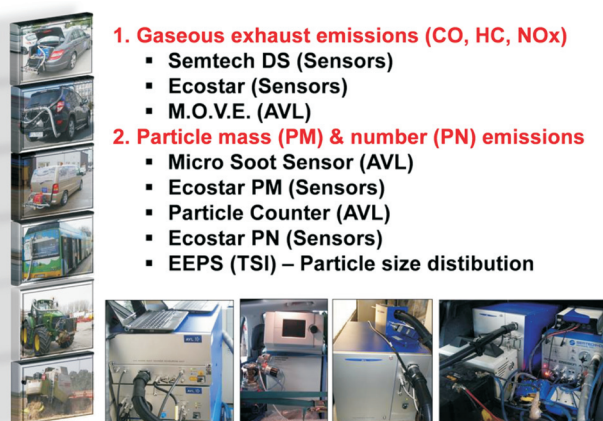 1. Gaseous exhaust emissions (CO, HC, NOx)
▪ Semtech DS (Sensors)
▪ Ecostar (Sensors)
▪ M.O.V.E. (AVL)
2. Particle mass (PM) & number (PN) emissions
▪ Micro Soot Sensor (AVL)
▪ Ecostar PM (Sensors)
▪ Particle Counter (AVL)
▪ Ecostar PN (Sensors)
▪ EEPS (TSI) – Particle size distibution
AVL